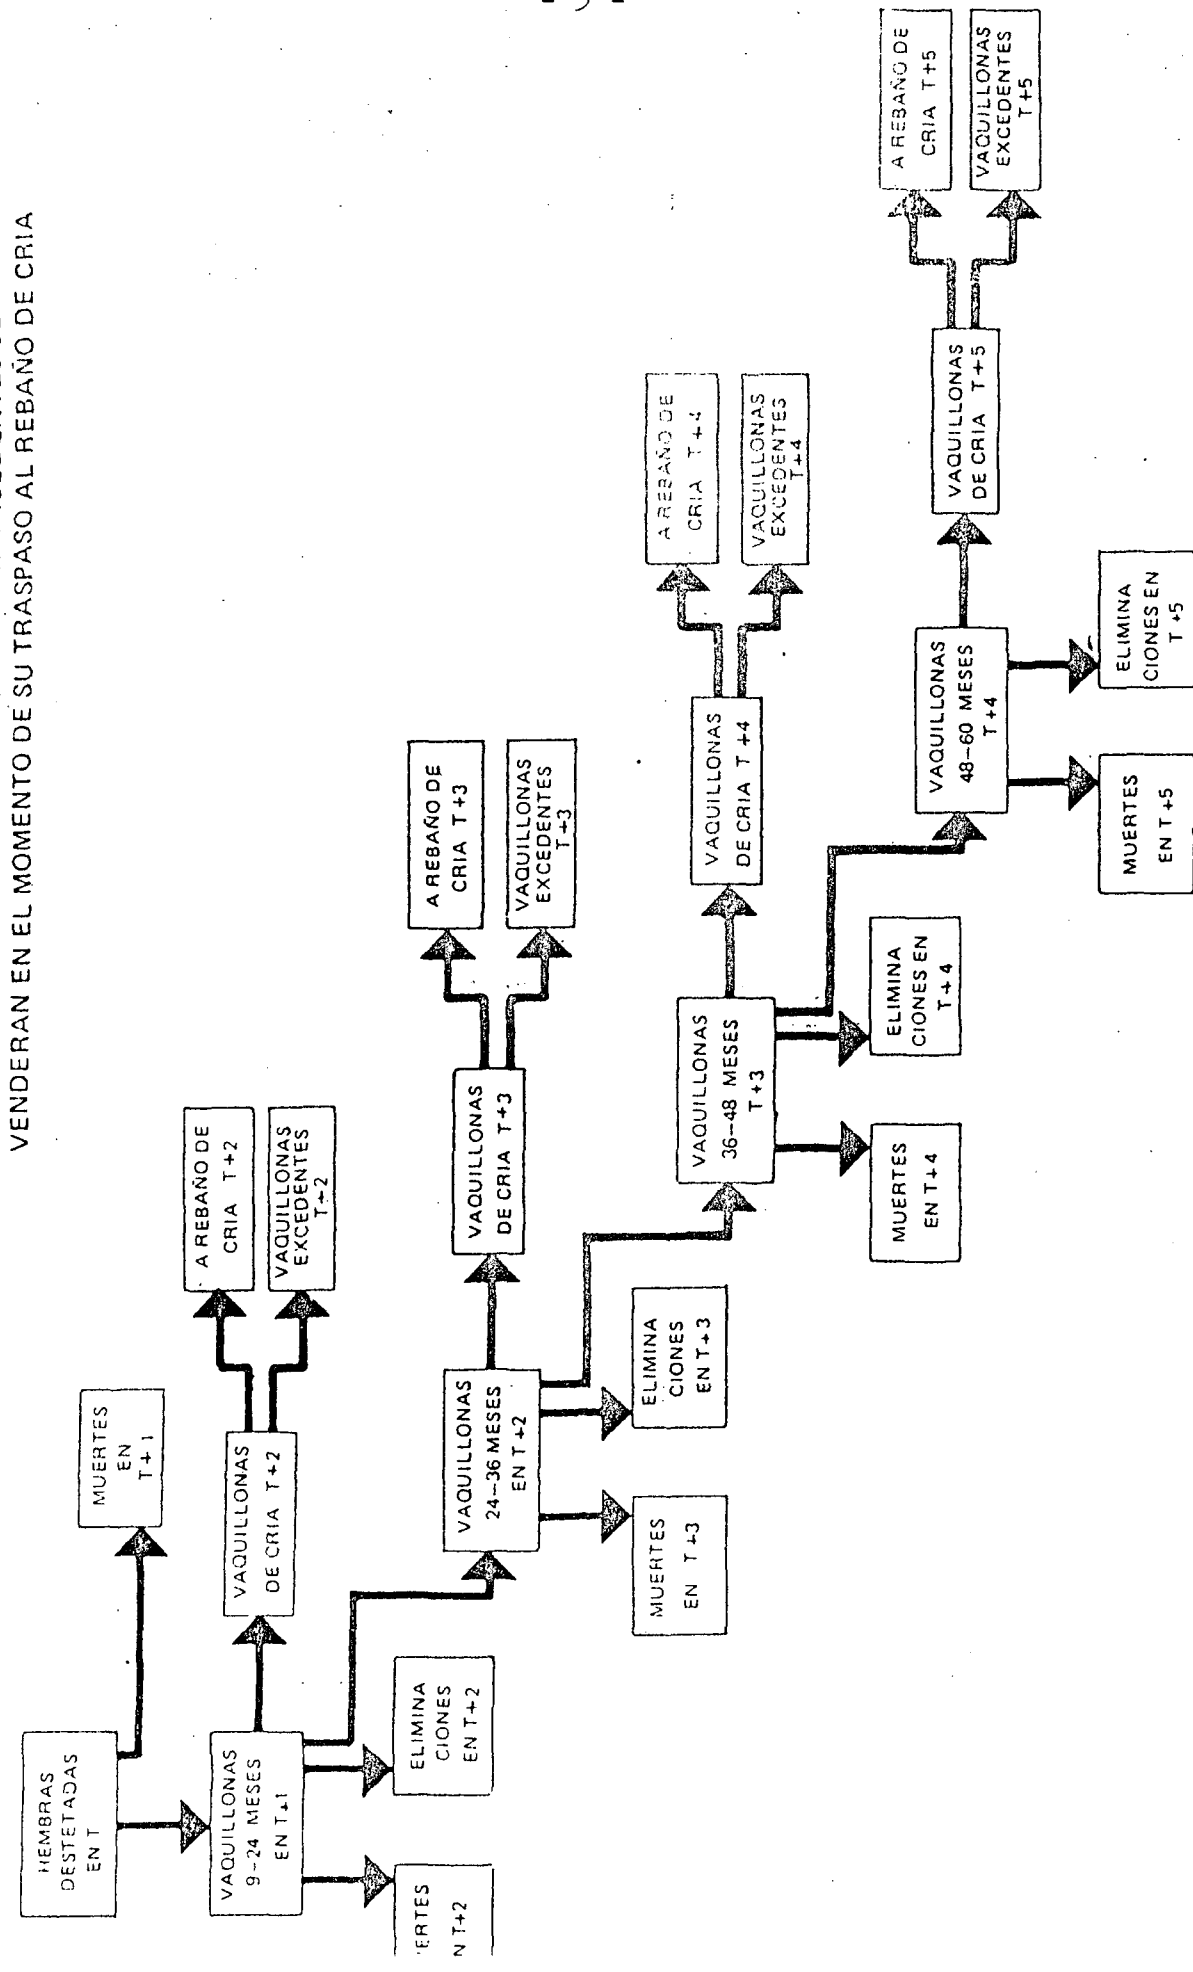 VENDERAN EN EL MOMENTO DE SU TRASPASO AL REBAÑO DE CRIA
HEMBRAS
DESTETADAS
EN T
MUERTES
EN
T+1
VAQUILLONAS
9-24 MESES
EN T+1
VAQUILLONAS
DE CRIA T+2
A REBAÑO DE
CRIA T+2
VAQUILLONAS
EXCEDENTES
T+2
ERTES
N T+2
ELIMINA
CIONES
EN T+2
VAQUILLONAS
24-36 MESES
EN T+2
VAQUILLONAS
DE CRIA T+3
A REBAÑO DE
CRIA T+3
VAQUILLONAS
EXCEDENTES
T+3
MUERTES
EN T+3
ELIMINA
CIONES
EN T+3
VAQUILLONAS
36-48 MESES
T+3
VAQUILLONAS
DE CRIA T+4
A REBAÑO DE
CRIA T+4
VAQUILLONAS
EXCEDENTES
T+4
MUERTES
EN T+4
ELIMINA
CIONES EN
T+4
VAQUILLONAS
48-60 MESES
T+4
VAQUILLONAS
DE CRIA T+5
A REBAÑO DE
CRIA T+5
VAQUILLONAS
EXCEDENTES
T+5
MUERTES
EN T+5
ELIMINA
CIONES EN
T+5